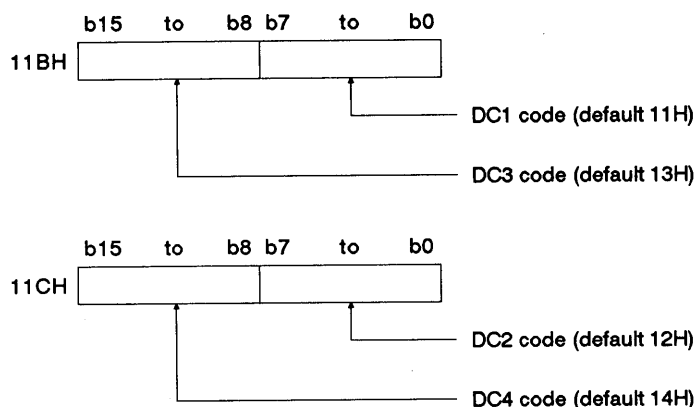 b15 to b8 b7 to b0
11BH
DC1 code (default 11H)
DC3 code (default 13H)
b15 to b8 b7 to b0
11CH
DC2 code (default 12H)
DC4 code (default 14H)